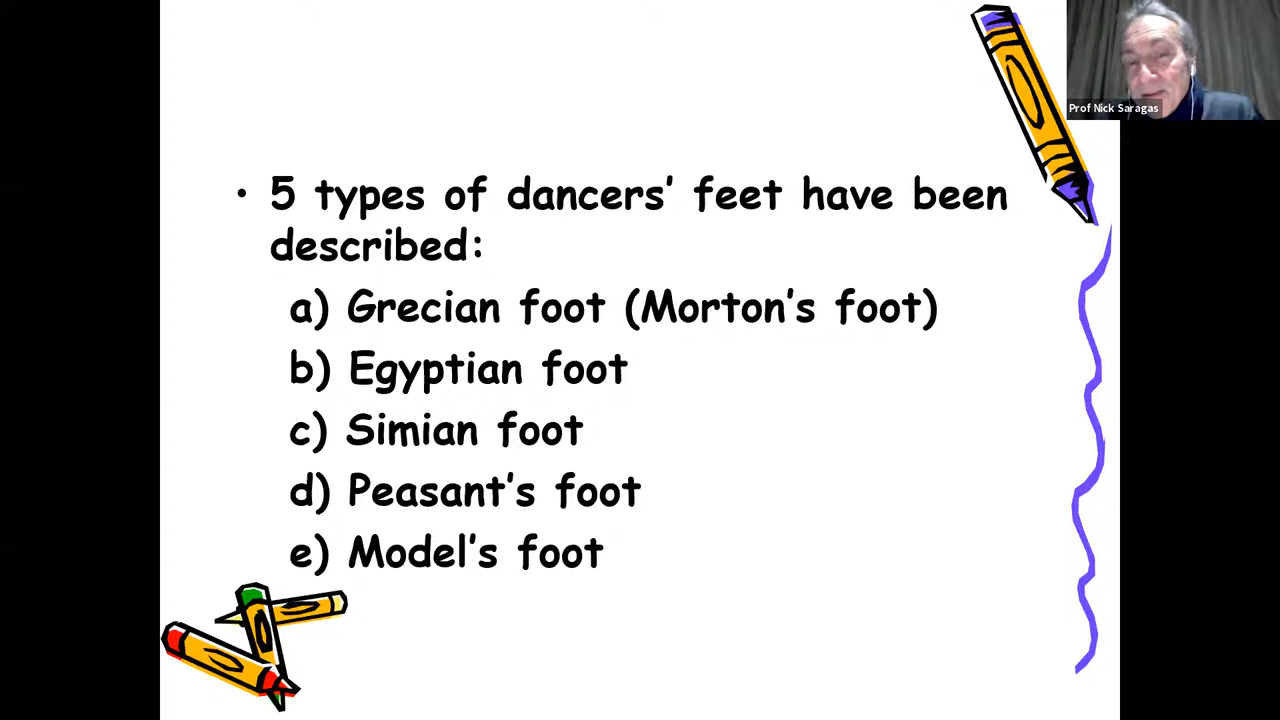 Prof Nick Saragas
• 5 types of dancers’ feet have been
described:
a) Grecian foot (Morton’s foot)
b) Egyptian foot
c) Simian foot
d) Peasant’s foot
e) Model’s foot